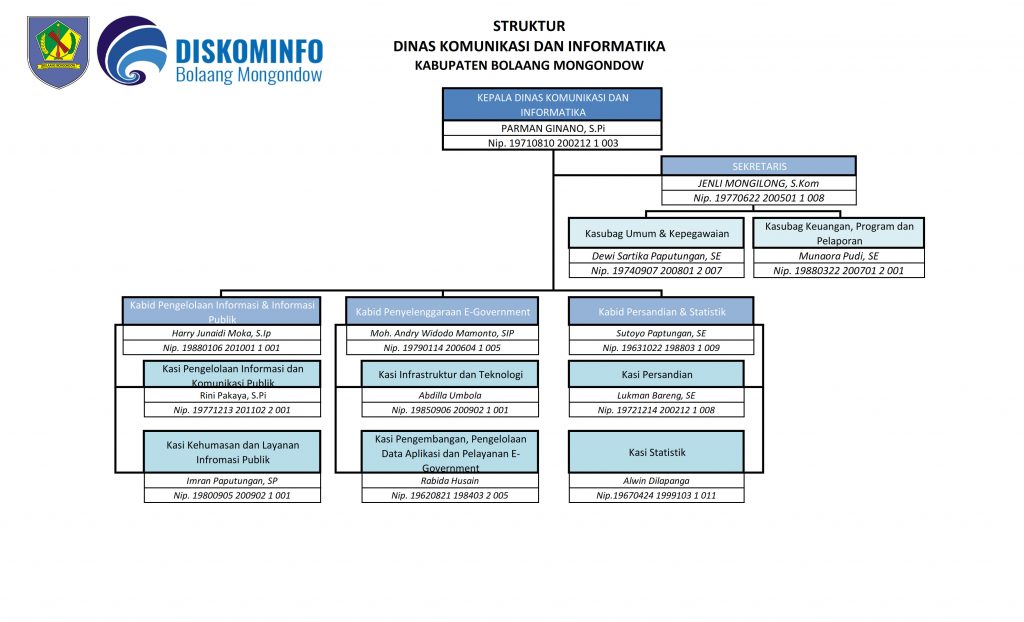 STRUKTUR
DINAS KOMUNIKASI DAN INFORMATIKA
KABUPATEN BOLAANG MONGONDOW
BOLAANG MONGONDOW
DISKOMINFO
Bolaang Mongondow
KEPALA DINAS KOMUNIKASI DAN
INFORMATIKA
PARMAN GINANO, S.Pi
Nip. 19710810 200212 1 003
SEKRETARIS
JENLI MONGILONG, S.Kom
Nip. 19770622 200501 1 008
Kasubag Umum & Kepegawaian
Dewi Sartika Paputungan, SE
Nip. 19740907 200801 2 007
Kasubag Keuangan, Program dan
Pelaporan
Munaora Pudi, SE
Nip. 19880322 200701 2 001
Kabid Pengelolaan Informasi & Informasi
Publik
Harry Junaidi Moka, S.Ip
Nip. 19880106 201001 1 001
Kasi Pengelolaan Informasi dan
Komunikasi Publik
Rini Pakaya, S.Pi
Nip. 19771213 201102 2 001
Kasi Kehumasan dan Layanan
Infromasi Publik
Imran Paputungan, SP
Nip. 19800905 200902 1 001
Kabid Penyelenggaraan E-Government
Moh. Andry Widodo Mamonto, SIP
Nip. 19790114 200604 1 005
Kasi Infrastruktur dan Teknologi
Abdilla Umbola
Nip. 19850906 200902 1 001
Kasi Pengembangan, Pengelolaan
Data Aplikasi dan Pelayanan E-
Government
Rabida Husain
Nip. 19620821 198403 2 005
Kabid Persandian & Statistik
Sutoyo Paptungan, SE
Nip. 19631022 198803 1 009
Kasi Persandian
Lukman Bareng, SE
Nip. 19721214 200212 1 008
Kasi Statistik
Alwin Dilapanga
Nip.19670424 1999103 1 011